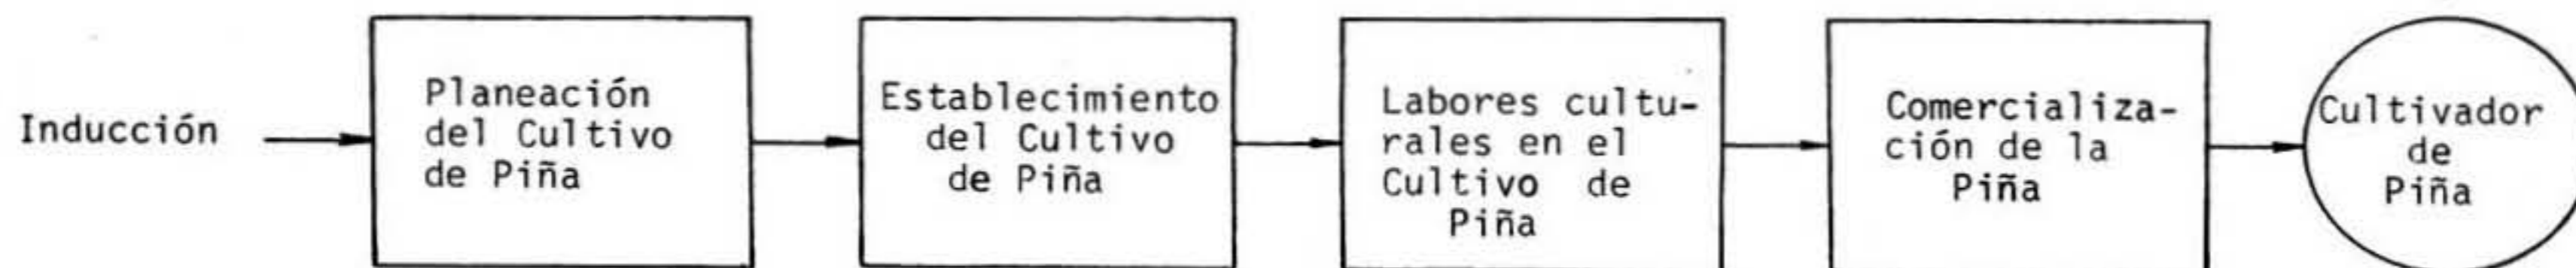 Inducción
Planeación
del Cultivo
de Piña
Establecimiento
del Cultivo
de Piña
Labores cultu-
rales en el
Cultivo de
Piña
Comercializa-
ción de la
Piña
Cultivador
de
Piña